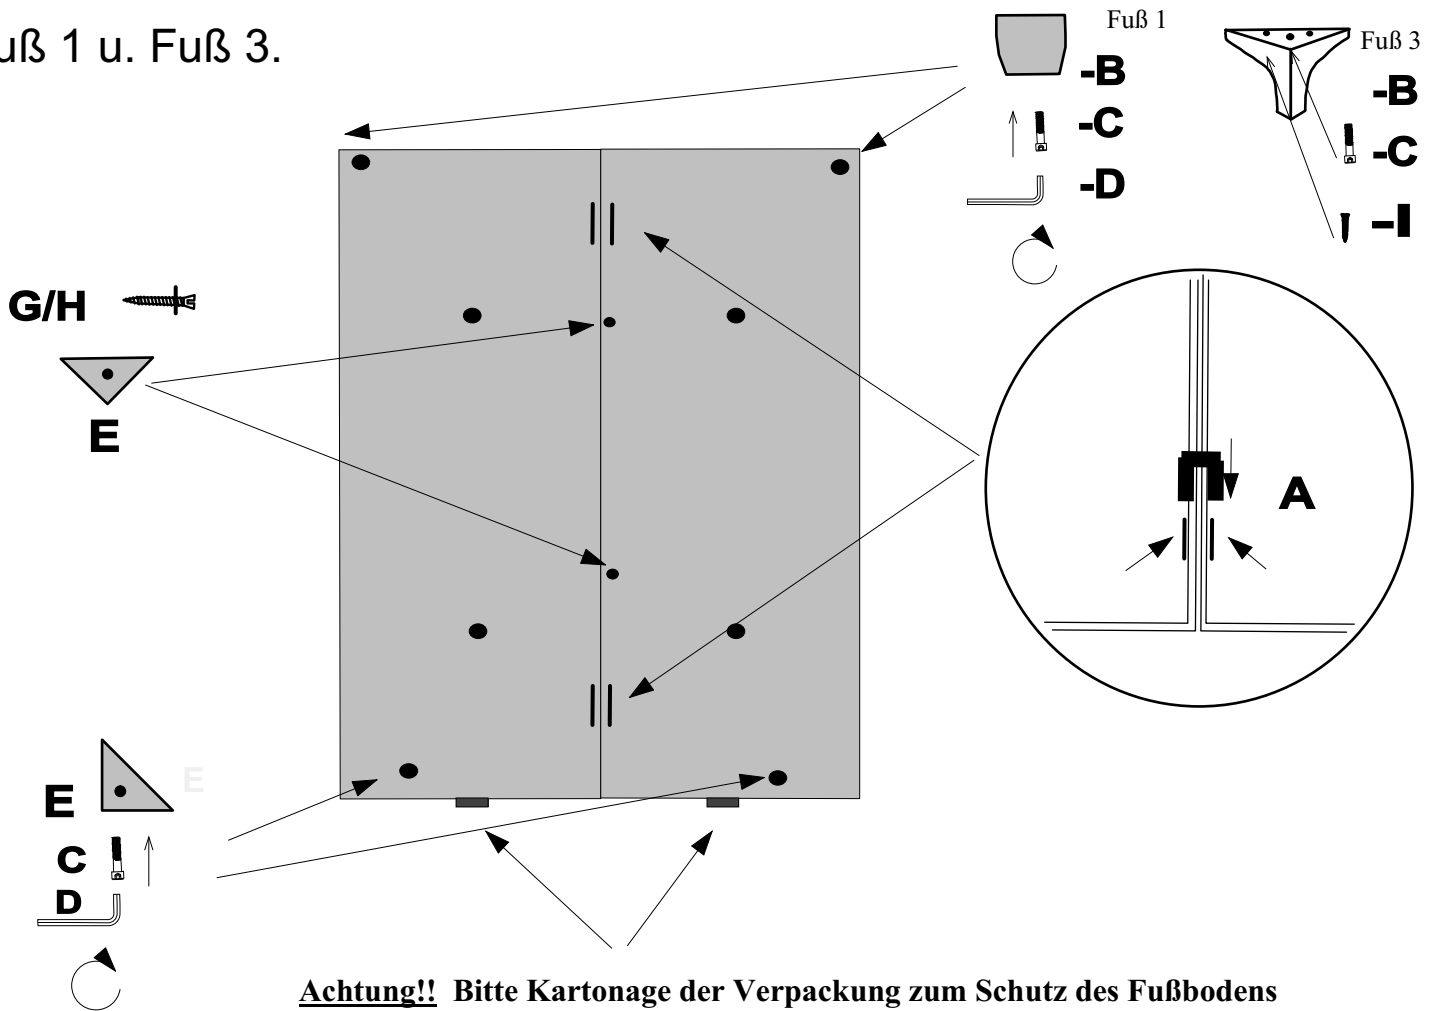 uß 1 u. Fuß 3.
Fuß 1
-B
-C
-D
Fuß 3
-B
-C
-I
G/H
E
A
E
E
C
D
Achtung!! Bitte Kartonage der Verpackung zum Schutz des Fußbodens